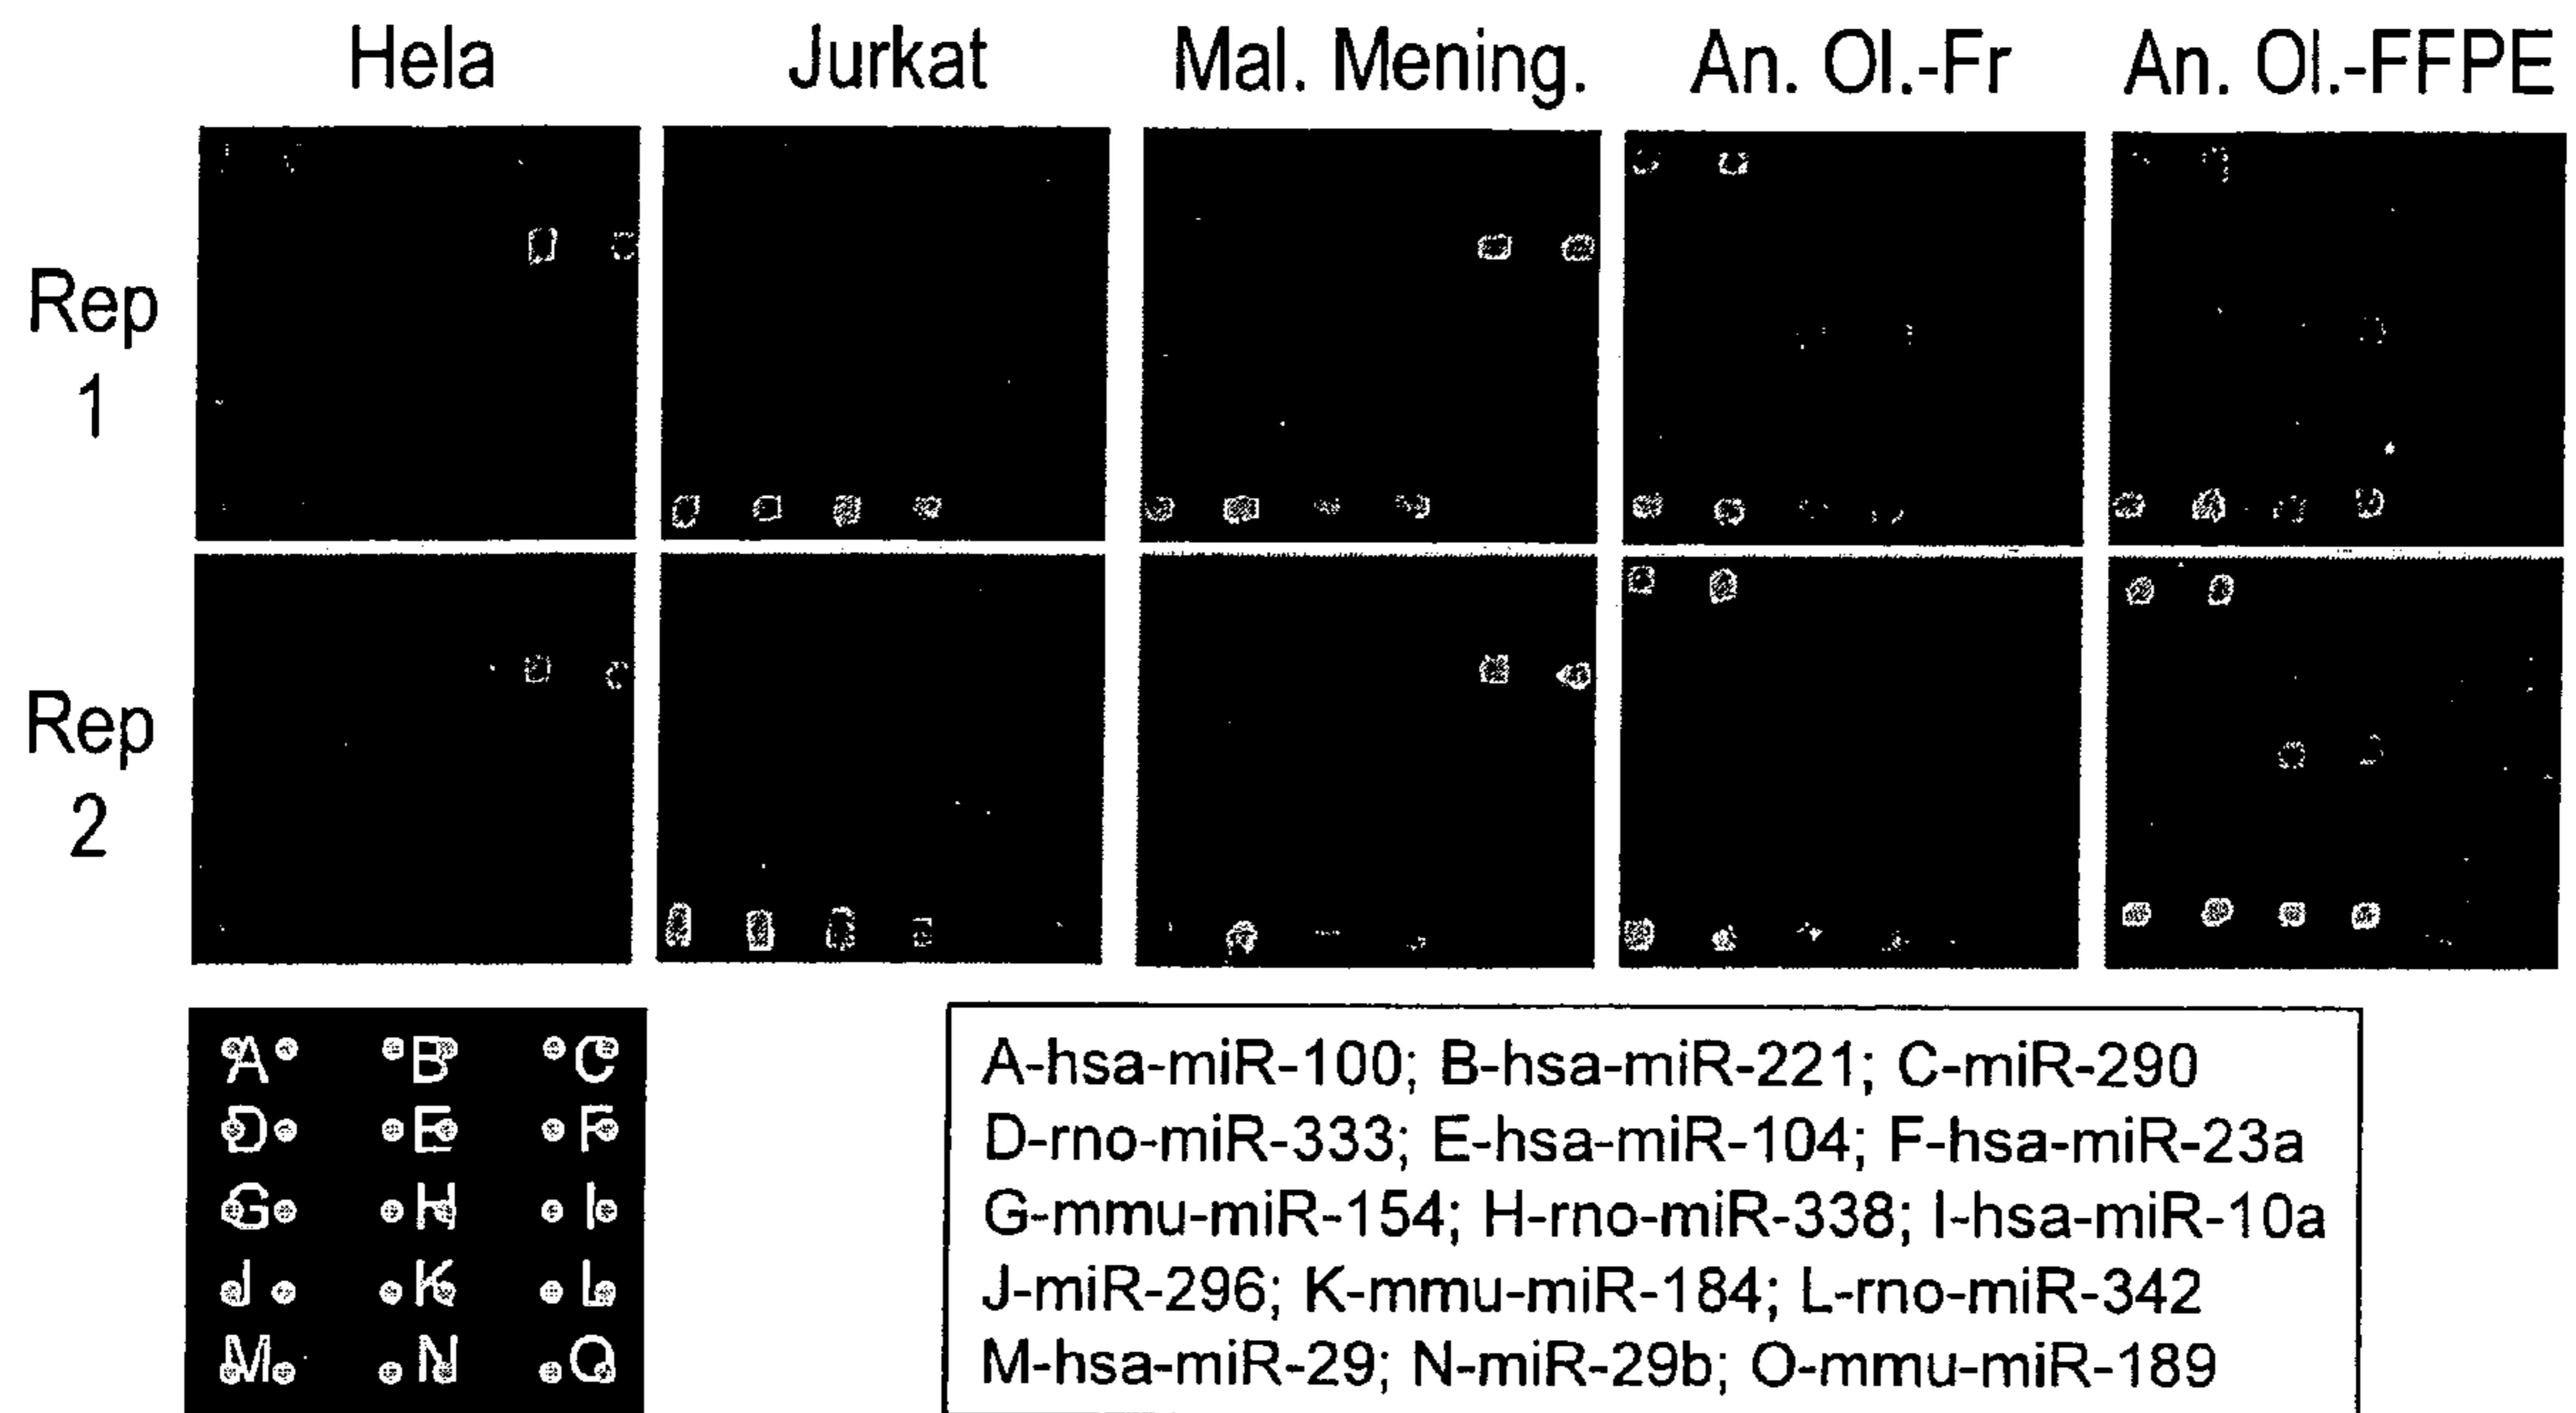 Hela Jurkat Mal. Mening. An. Ol.-Fr An. Ol.-FFPE
Rep
1
Rep
2
A B C
D E F
G H I
J K L
M N O
A-hsa-miR-100; B-hsa-miR-221; C-miR-290
D-rno-miR-333; E-hsa-miR-104; F-hsa-miR-23a
G-mmu-miR-154; H-rno-miR-338; I-hsa-miR-10a
J-miR-296; K-mmu-miR-184; L-rno-miR-342
M-hsa-miR-29; N-miR-29b; O-mmu-miR-189